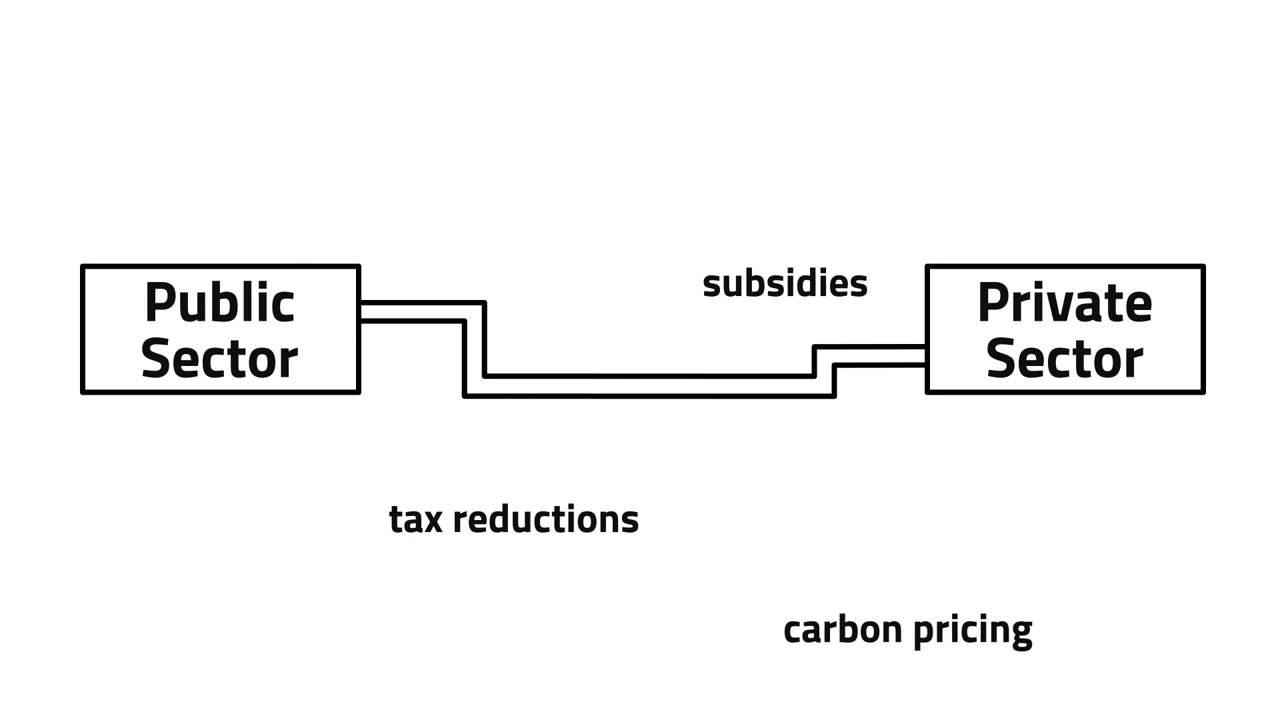 Public
Sector
subsidies
Private
Sector
tax reductions
carbon pricing